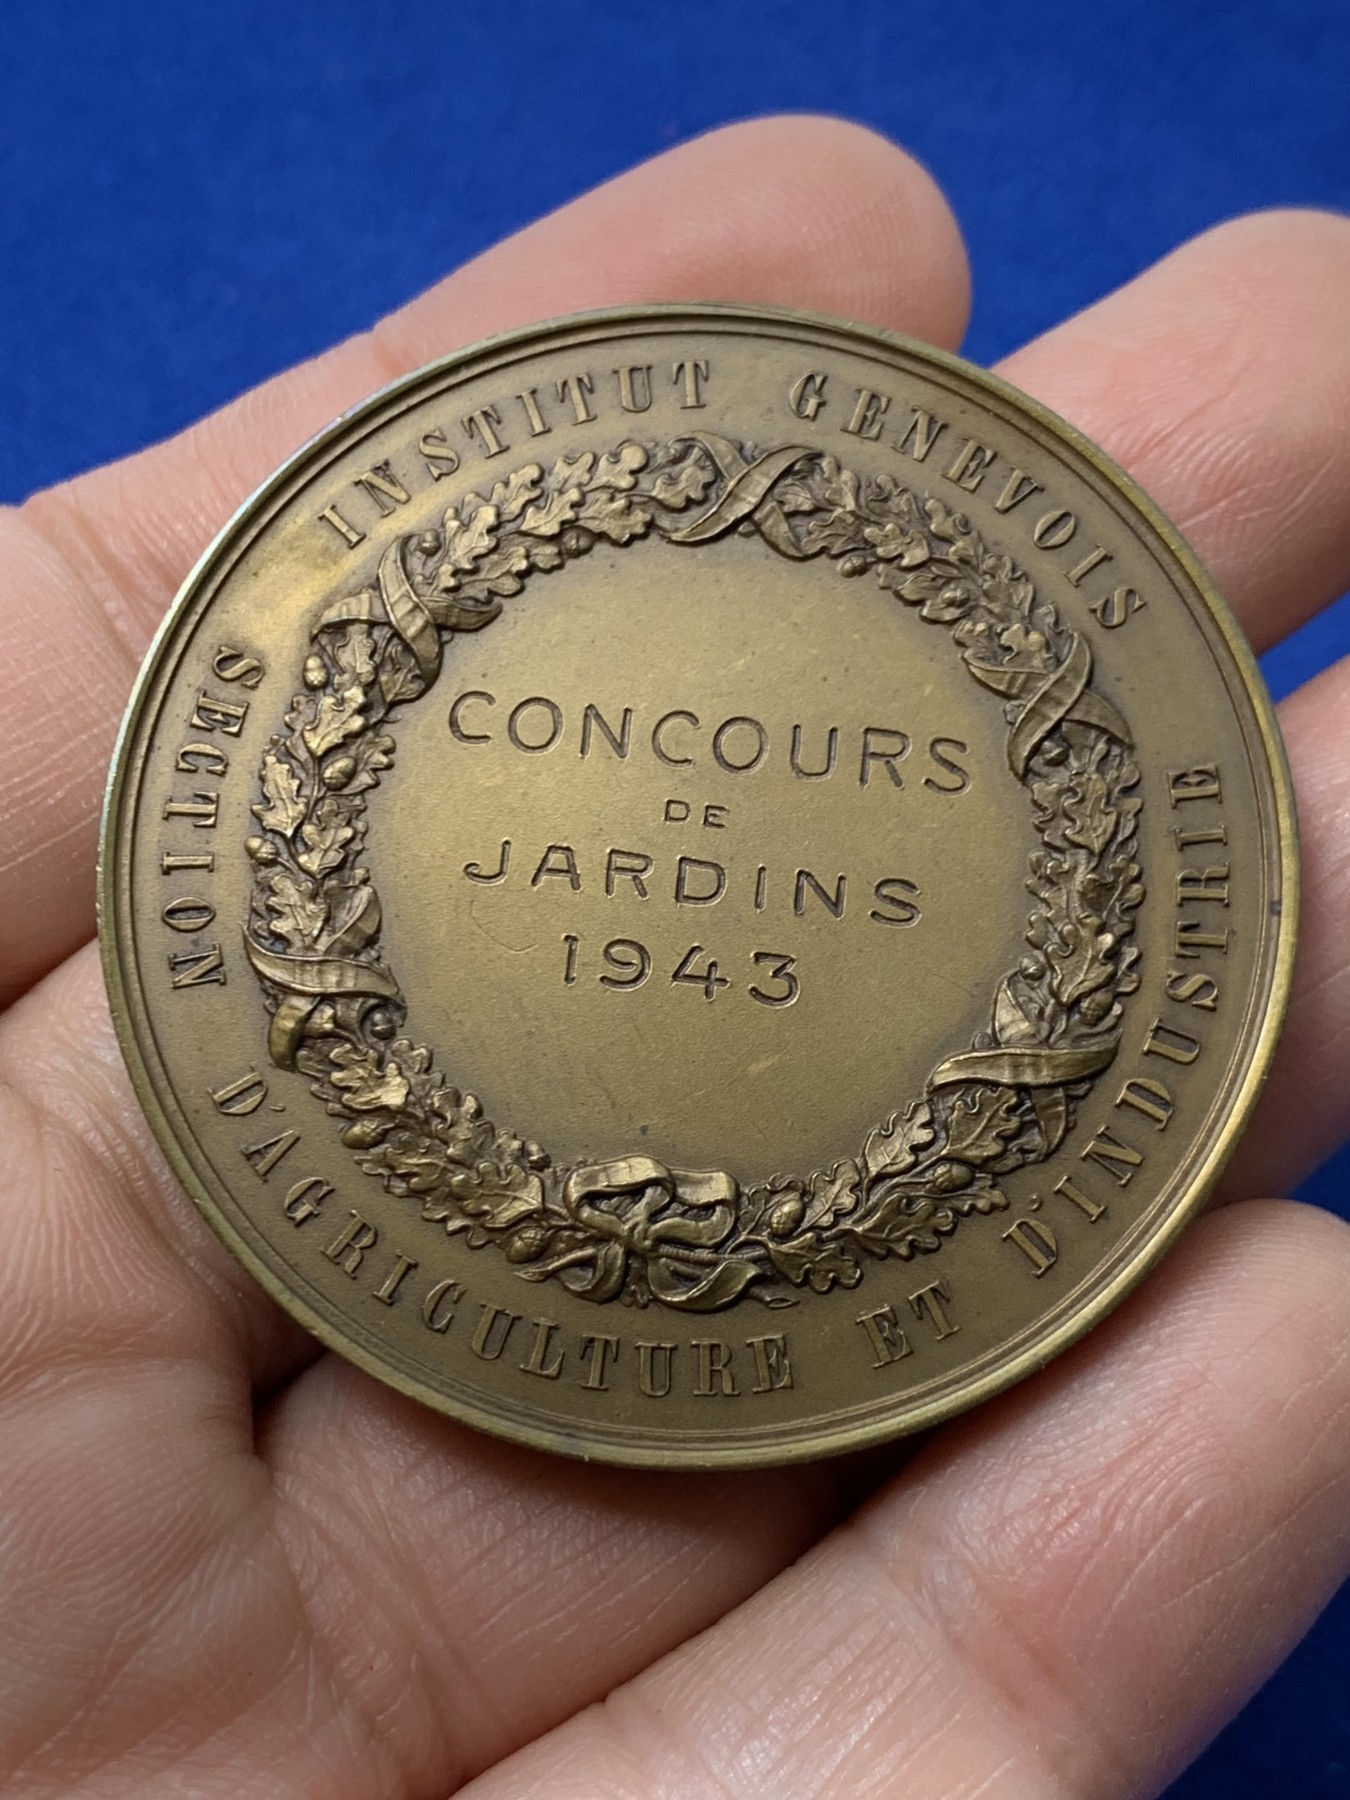 INSTITUT GENEVOIS
SECTION D'AGRICULTURE ET D'INDUSTRIE
CONCOURS
DE
JARDINS
1943